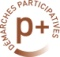 DÉMARCHES PARTICIPATIVES
p+